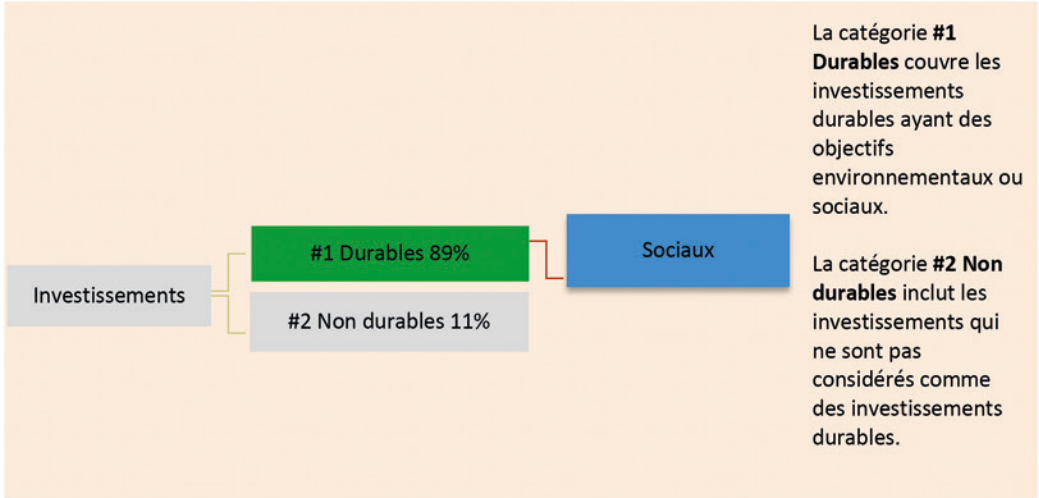 Investissements
#1 Durables 89%
#2 Non durables 11%
Sociaux
La catégorie #1
Durables couvre les
investissements
durables ayant des
objectifs
environnementaux ou
sociaux.
La catégorie #2 Non
durables inclut les
investissements qui
ne sont pas
considérés comme
des investissements
durables.